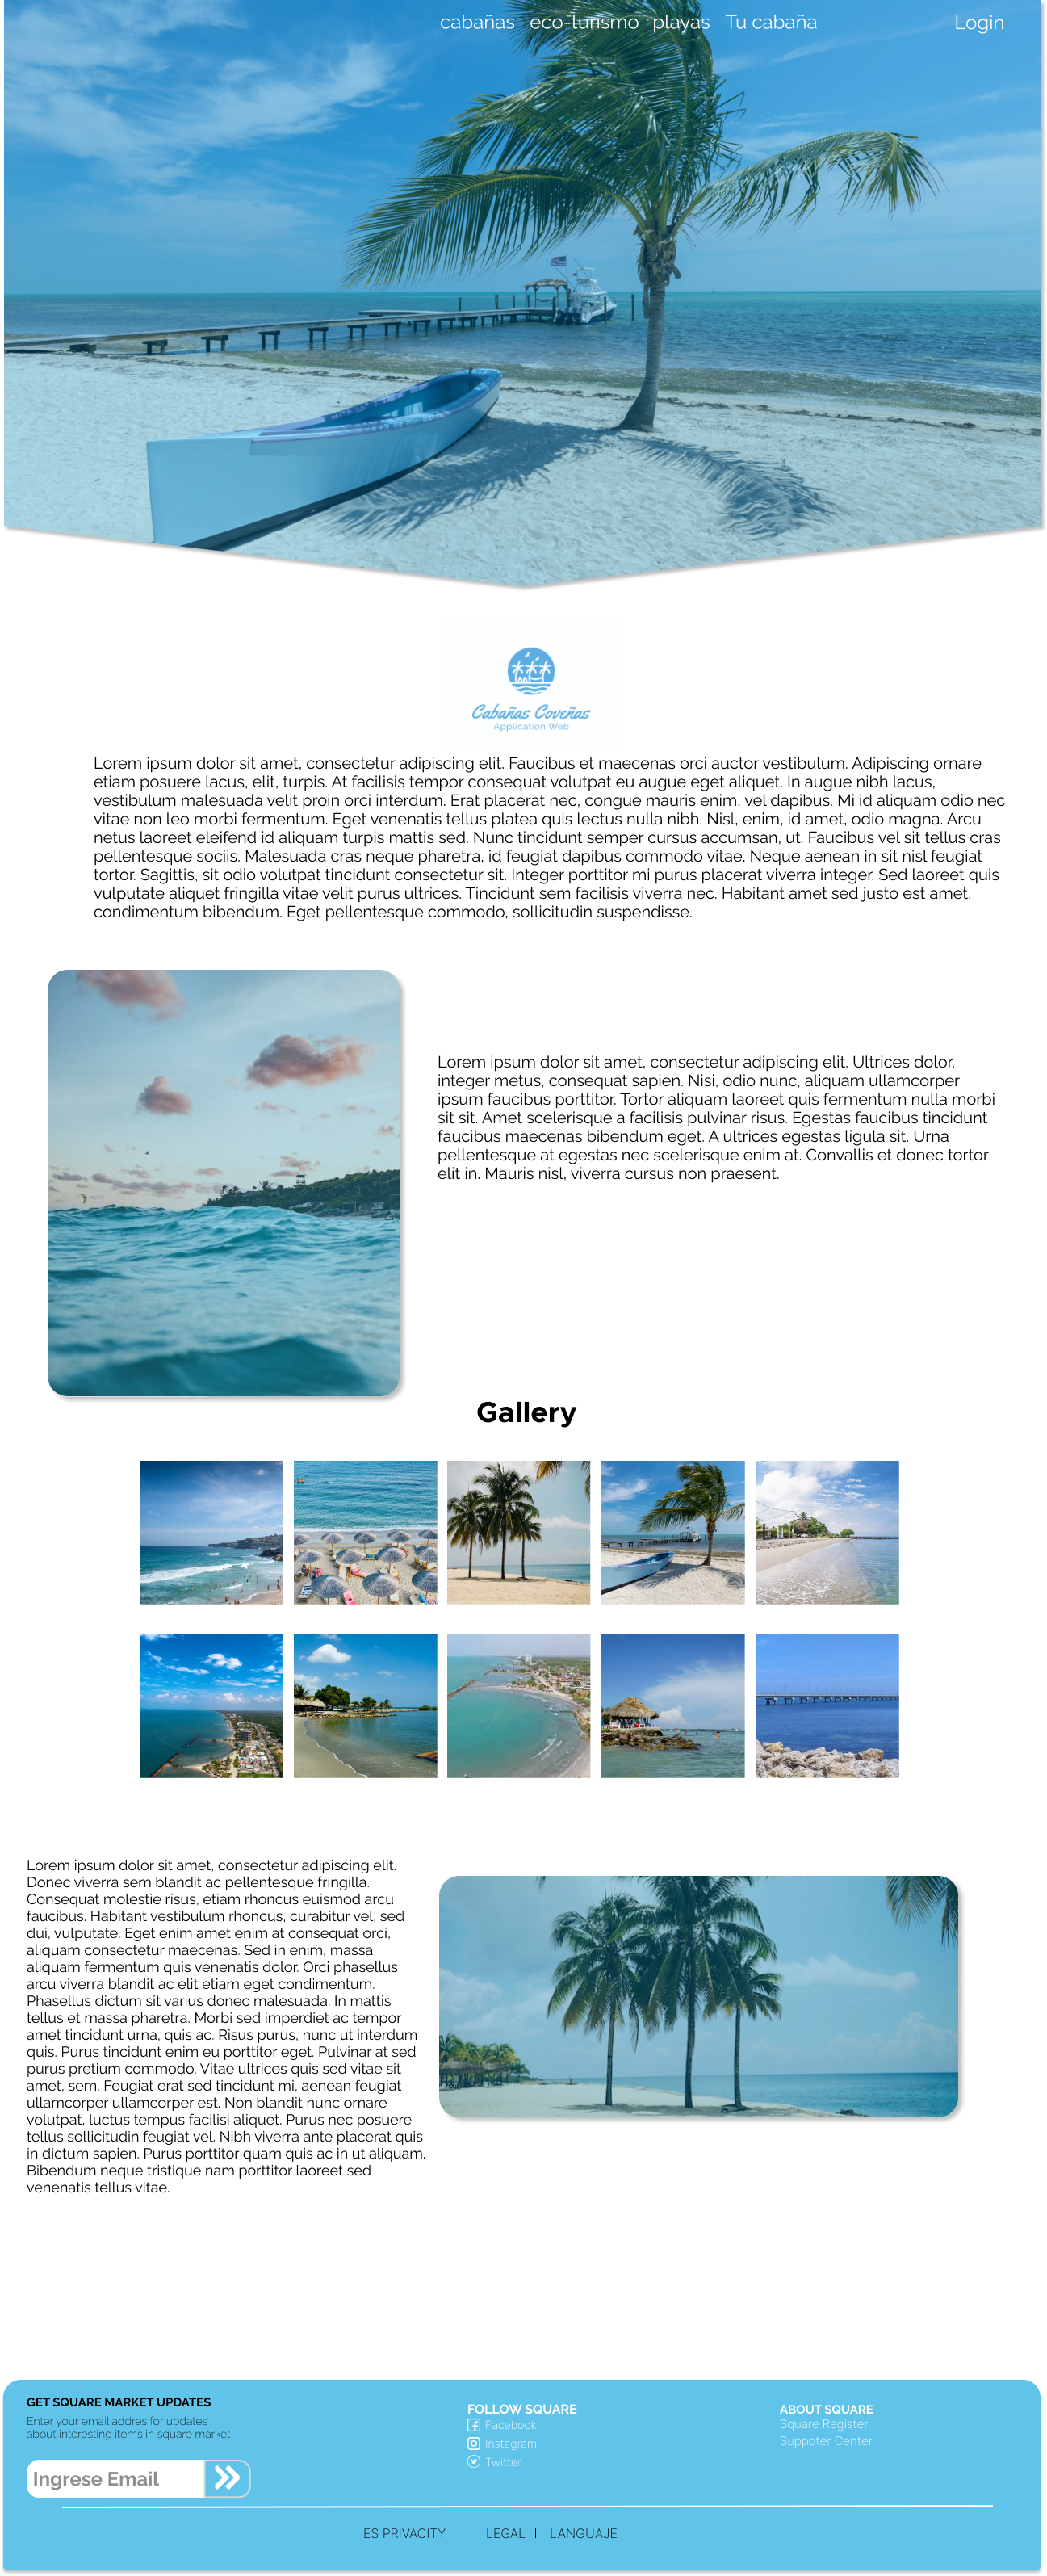 cabañas eco-turismo playas Tu cabaña Login
Cabañas Coveñas
Application Web
Lorem ipsum dolor sit amet, consectetur adipiscing elit. Faucibus et maecenas orci auctor vestibulum. Adipiscing ornare
etiam posuere lacus, elit, turpis. At facilisis tempor consequat volutpat eu augue eget aliquet. In augue nibh lacus,
vestibulum malesuada velit proin orci interdum. Erat placerat nec, congue mauris enim, vel dapibus. Mi id aliquam odio nec
vitae non leo morbi fermentum. Eget venenatis tellus platea quis lectus nulla nibh. Nisl, enim, id amet, odio magna. Arcu
netus laoreet eleifend id aliquam turpis mattis sed. Nunc tincidunt semper cursus accumsan, ut. Faucibus vel sit tellus cras
pellentesque sociis. Malesuada cras neque pharetra, id feugiat dapibus commodo vitae. Neque aenean in sit nisl feugiat
tortor. Sagittis, sit odio volutpat tincidunt consectetur sit. Integer porttitor mi purus placerat viverra integer. Sed laoreet quis
vulputate aliquet fringilla vitae velit purus ultrices. Tincidunt sem facilisis viverra nec. Habitant amet sed justo est amet,
condimentum bibendum. Eget pellentesque commodo, sollicitudin suspendisse.
Lorem ipsum dolor sit amet, consectetur adipiscing elit. Ultrices dolor,
integer metus, consequat sapien. Nisi, odio nunc, aliquam ullamcorper
ipsum faucibus porttitor. Tortor aliquam laoreet quis fermentum nulla morbi
sit sit. Amet scelerisque a facilisis pulvinar risus. Egestas faucibus tincidunt
faucibus maecenas bibendum eget. A ultrices egestas ligula sit. Urna
pellentesque at egestas nec scelerisque enim at. Convallis et donec tortor
elit in. Mauris nisl, viverra cursus non praesent.
Gallery
Lorem ipsum dolor sit amet, consectetur adipiscing elit.
Donec viverra sem blandit ac pellentesque fringilla.
Consequat molestie risus, etiam rhoncus euismod arcu
faucibus. Habitant vestibulum rhoncus, curabitur vel, sed
dui, vulputate. Eget enim amet enim at consequat orci,
aliquam consectetur maecenas. Sed in enim, massa
aliquam fermentum quis venenatis dolor. Orci phasellus
arcu viverra blandit ac elit etiam eget condimentum.
Phasellus dictum sit varius donec malesuada. In mattis
tellus et massa pharetra. Morbi sed imperdiet ac tempor
amet tincidunt urna, quis ac. Risus purus, nunc ut interdum
quis. Purus tincidunt enim eu porttitor eget. Pulvinar at sed
purus pretium commodo. Vitae ultrices quis sed vitae sit
amet, sem. Feugiat erat sed tincidunt mi, aenean feugiat
ullamcorper ullamcorper est. Non blandit nunc ornare
volutpat, luctus tempus facilisi aliquet. Purus nec posuere
tellus sollicitudin feugiat vel. Nibh viverra ante placerat quis
in dictum sapien. Purus porttitor quam quis ac in ut aliquam.
Bibendum neque tristique nam porttitor laoreet sed
venenatis tellus vitae.
GET SQUARE MARKET UPDATES
Enter your email addres for updates
about interesting items in square market
Ingrese Email
FOLLOW SQUARE
Facebook
Instagram
Twitter
ABOUT SQUARE
Square Register
Suppoter Center
ES PRIVACITY | LEGAL | LANGUAJE